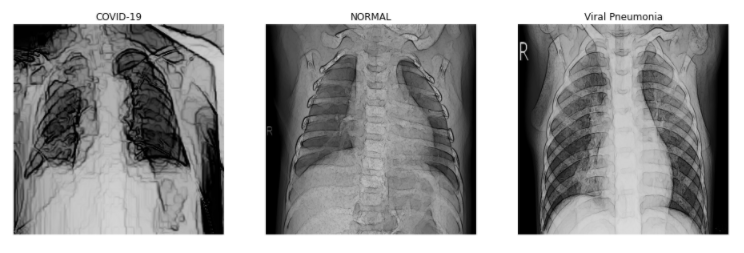 COVID-19
NORMAL
Viral Pneumonia
R